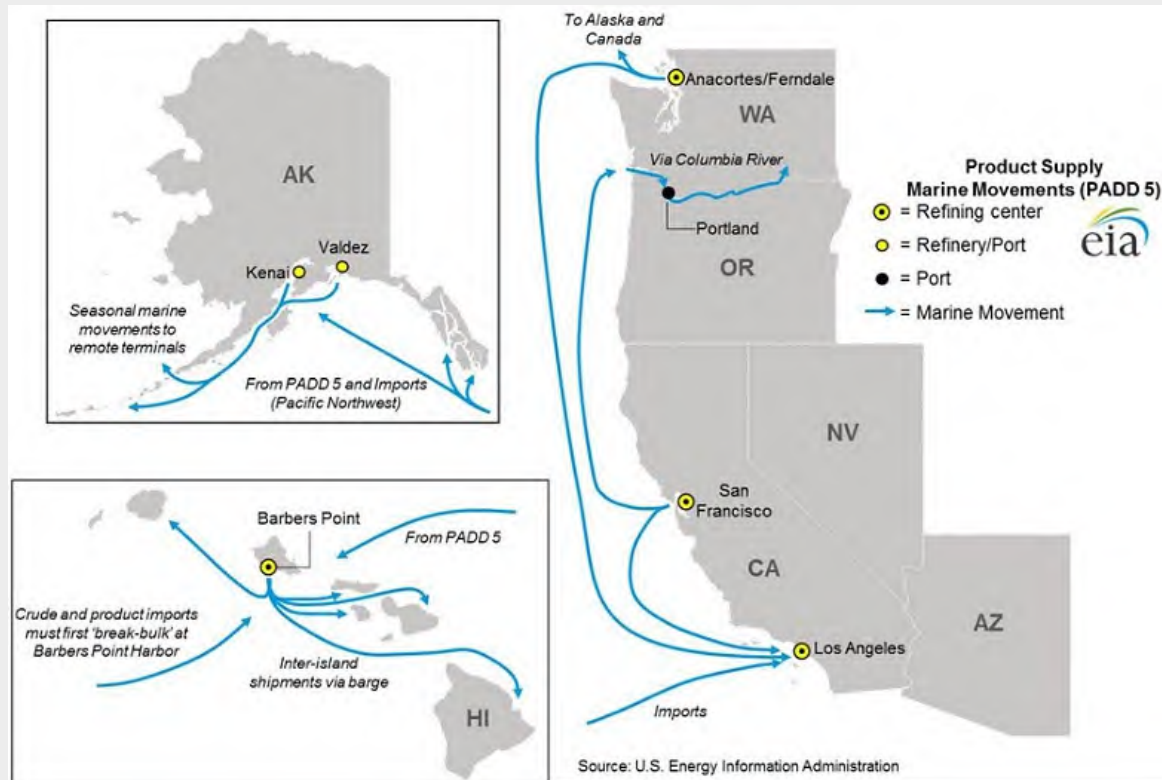 To Alaska and
Canada
Anacortes/Ferndale
WA
Via Columbia River
Portland
OR
Product Supply
Marine Movements (PADD 5)
= Refining center
= Refinery/Port
= Port
= Marine Movement
eia
AK
Valdez
Kenai
Seasonal marine
movements to
remote terminals
From PADD 5 and Imports
(Pacific Northwest)
NV
San
Francisco
CA
AZ
Los Angeles
Imports
Barbers Point
From PADD 5
Crude and product imports
must first ‘break-bulk’ at
Barbers Point Harbor
Inter-island
shipments via barge
HI
Source: U.S. Energy Information Administration